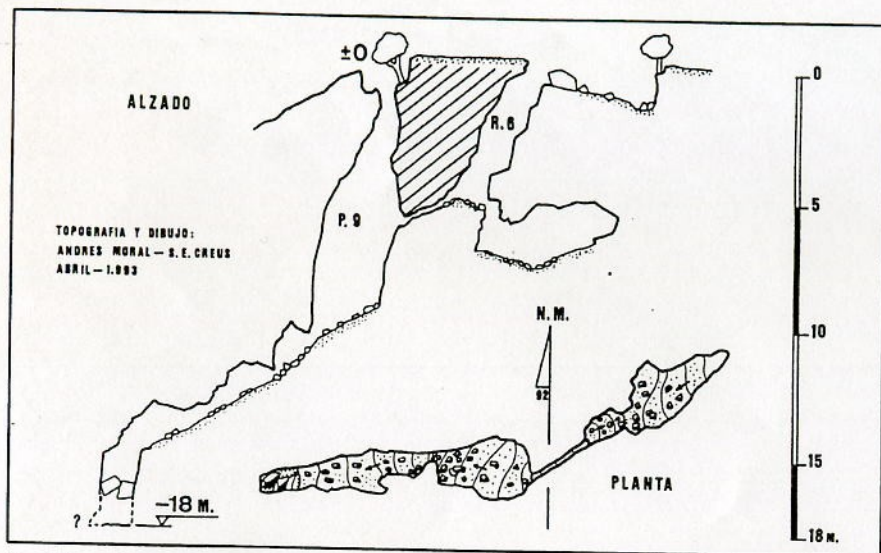 ±0
ALZADO
R.6
P.9
TOPOGRAFIA Y DIBUJO:
ANDRES MORAL — S.E. CREUS
ABRIL — 1.993
N.M.
92
PLANTA
-18 M.
?
0
5
10
15
18 M.